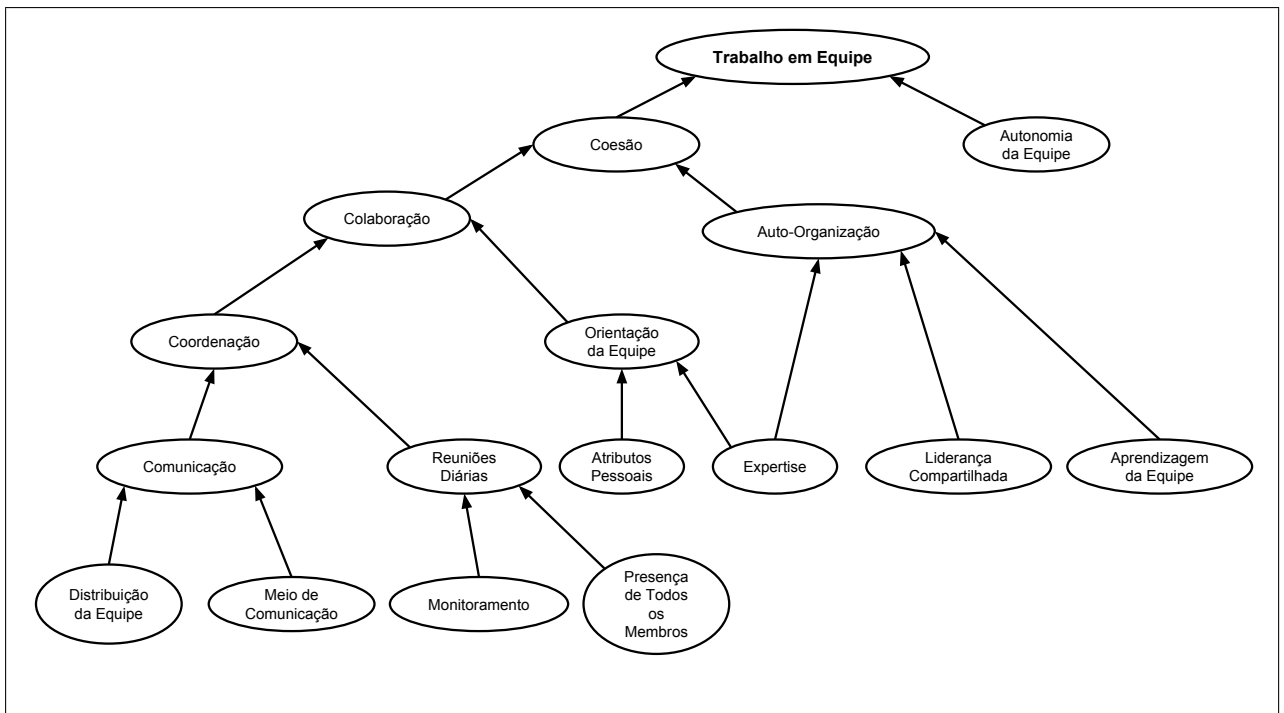 Trabalho em Equipe
Coesão
Autonomia
da Equipe
Colaboração
Auto-Organização
Coordenação
Orientação
da Equipe
Comunicação
Reuniões
Diárias
Atributos
Pessoais
Expertise
Liderança
Compartilhada
Aprendizagem
da Equipe
Distribuição
da Equipe
Meio de
Comunicação
Monitoramento
Presença
de Todos
os
Membros